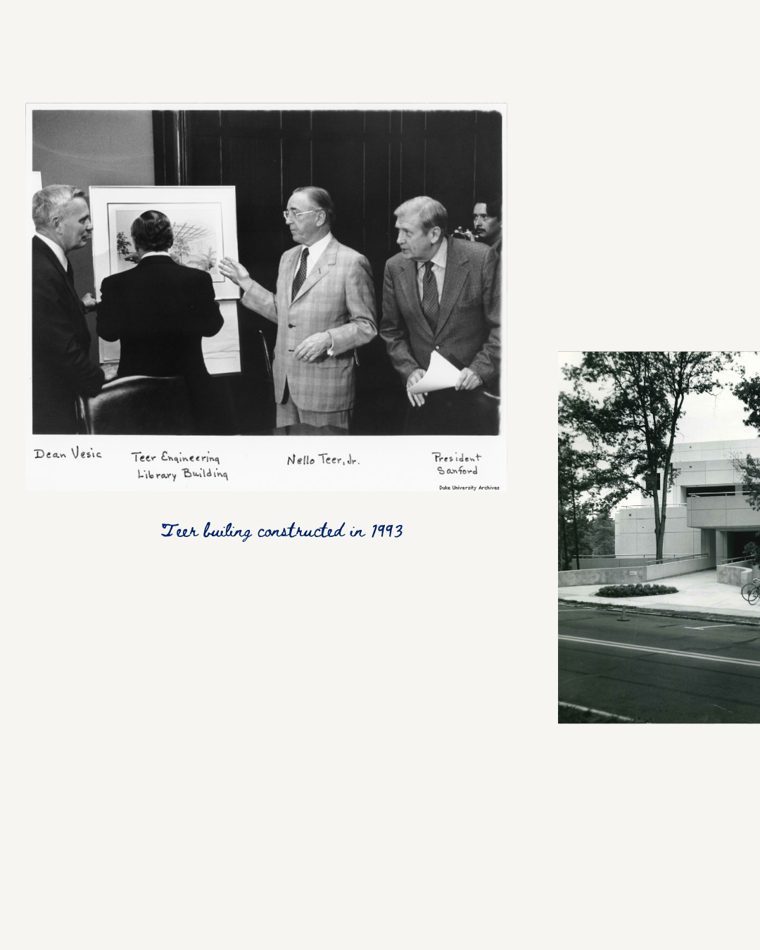 Dean Vesic
Teer Engineering
Library Building
Nello Teer, Jr.
President
Sanford
Duke University Archives
Teer builing constructed in 1993